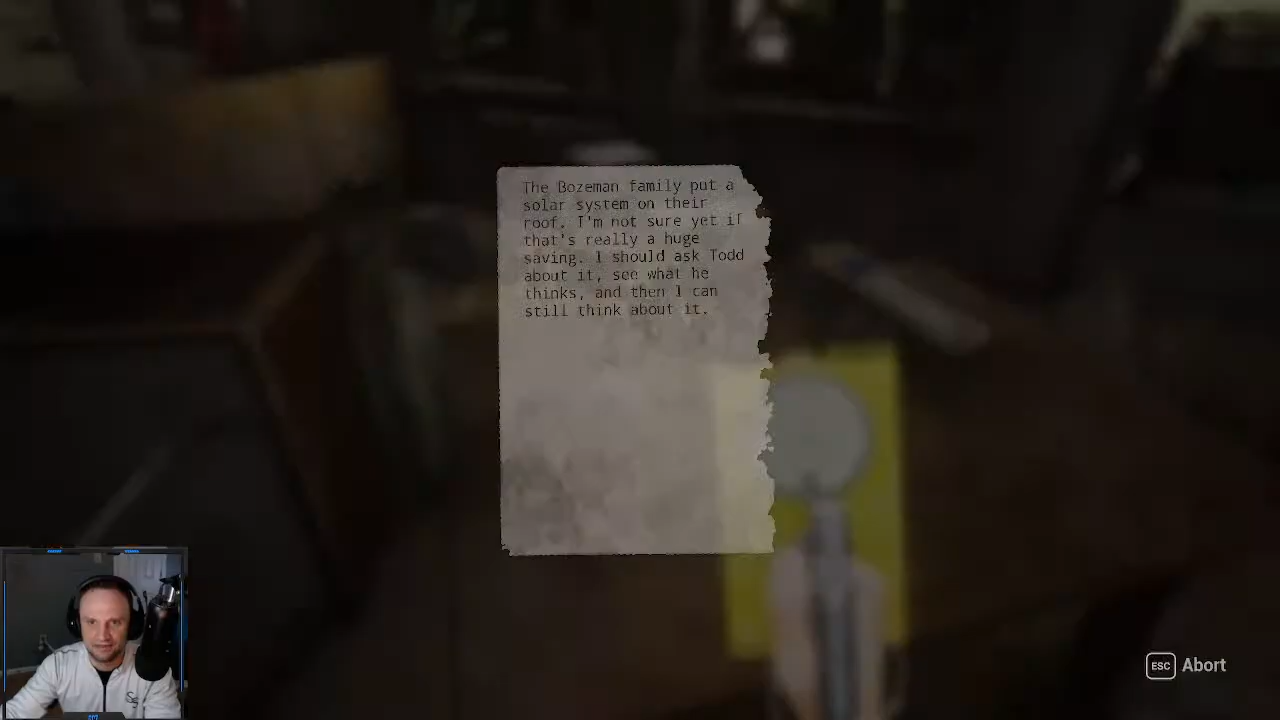 The Bozeman family put a
solar system on their
roof. I'm not sure yet if
that's really a huge
saving. I should ask Todd
about it, see what he
thinks, and then I can
still think about it.
ESC Abort